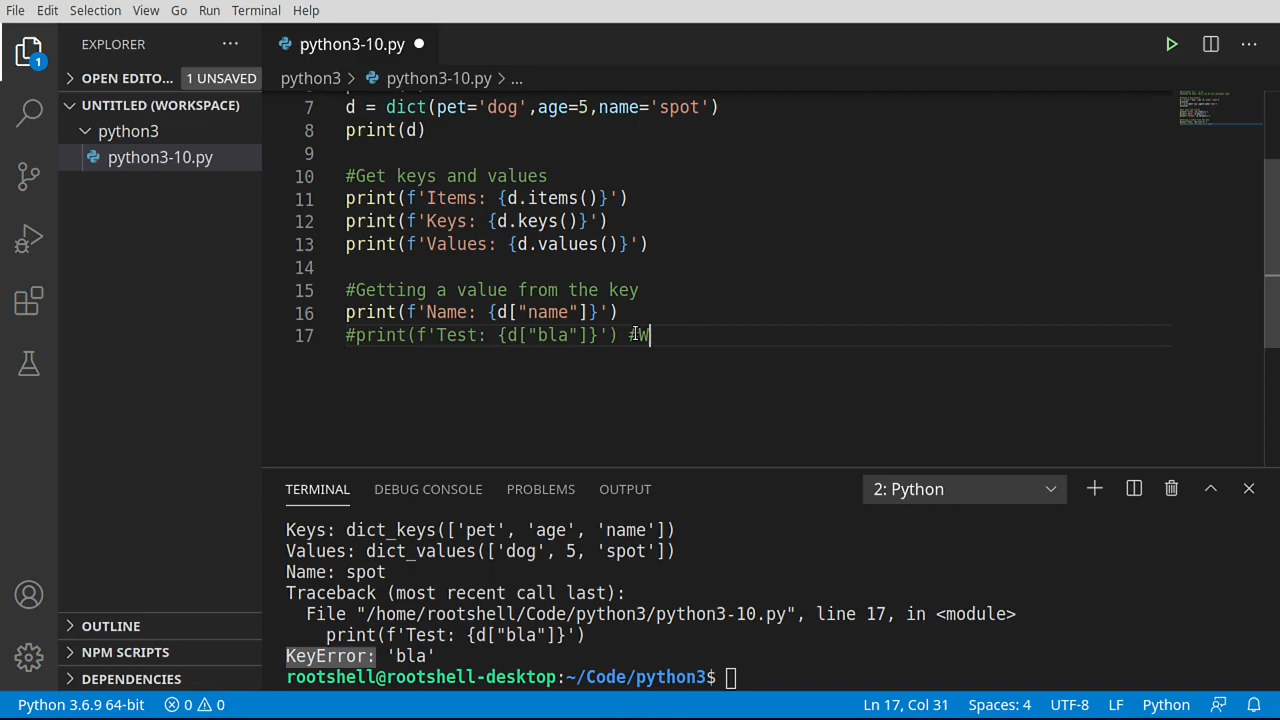 File Edit Selection View Go Run Terminal Help
EXPLORER
python3-10.py
OPEN EDITO... 1 UNSAVED
python3 > python3-10.py > ...
UNTITLED (WORKSPACE)
python3
python3-10.py
7 d = dict(pet='dog',age=5,name='spot')
8 print(d)
9
10 #Get keys and values
11 print(f'Items: {d.items()}')
12 print(f'Keys: {d.keys()}')
13 print(f'Values: {d.values()}')
14
15 #Getting a value from the key
16 print(f'Name: {d["name"]}')
17 #print(f'Test: {d["bla"]}') #W
TERMINAL DEBUG CONSOLE PROBLEMS OUTPUT 2: Python
Keys: dict_keys(['pet', 'age', 'name'])
Values: dict_values(['dog', 5, 'spot'])
Name: spot
Traceback (most recent call last):
File "/home/rootshell/Code/python3/python3-10.py", line 17, in <module>
print(f'Test: {d["bla"]}')
KeyError: 'bla'
rootshell@rootshell-desktop:~/Code/python3$
1
OUTLINE
NPM SCRIPTS
DEPENDENCIES
Python 3.6.9 64-bit 0 0 Ln 17, Col 31 Spaces: 4 UTF-8 LF Python